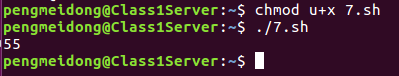 pengmeidong@Class1Server:~$ chmod u+x 7.sh
pengmeidong@Class1Server:~$ ./7.sh
55
pengmeidong@Class1Server:~$